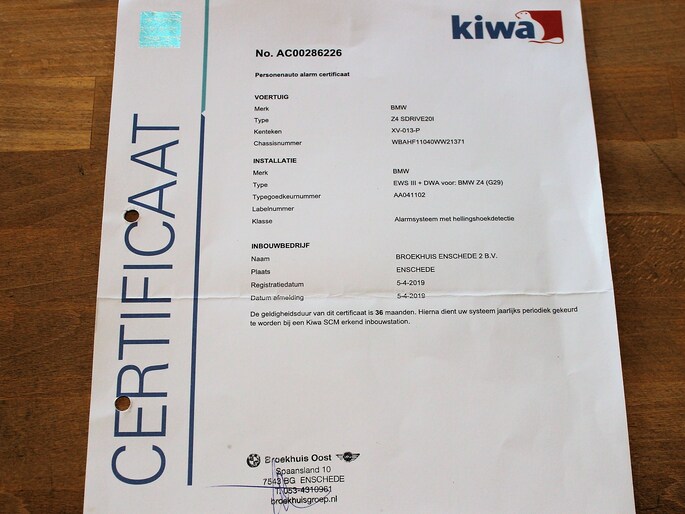 kiwa
No. AC00286226
Personenauto alarm certificaat
VOERTUIG
Merk BMW
Type Z4 SDRIVE20I
Kenteken XV-013-P
Chassisnummer WBAHF11040WW21371
INSTALLATIE
Merk BMW
Type EWS III + DWA voor: BMW Z4 (G29)
Typegoedkeurnummer AA041102
Labelnummer
Klasse Alarmsysteem met hellingshoekdetectie
INBOUWBEDRIJF
Naam BROEKHUIS ENSCHEDE 2 B.V.
Plaats ENSCHEDE
Registratiedatum 5-4-2019
Datum afmelding 5-4-2019
De geldigheidsduur van dit certificaat is 36 maanden. Hierna dient uw systeem jaarlijks periodiek gekeurd
te worden bij een Kiwa SCM erkend inbouwstation.
CERTIFICAAT
Broekhuis Oost
Spaansland 10
7543 BG ENSCHEDE
T. 053-4910961
broekhuisgroep.nl